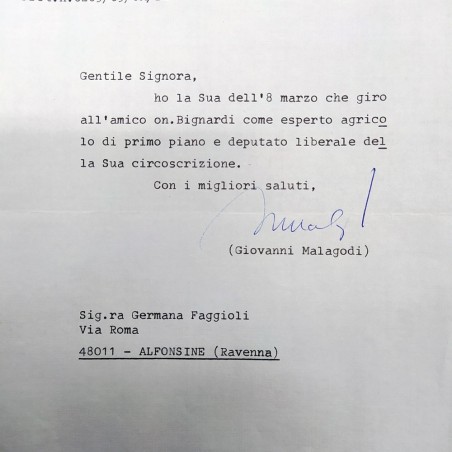 Gentile Signora,
ho la Sua dell'8 marzo che giro
all'amico on.Bignardi come esperto agrico
lo di primo piano e deputato liberale del
la Sua circoscrizione.
Con i migliori saluti,
(Giovanni Malagodi)
Sig.ra Germana Faggioli
Via Roma
48011 - ALFONSINE (Ravenna)